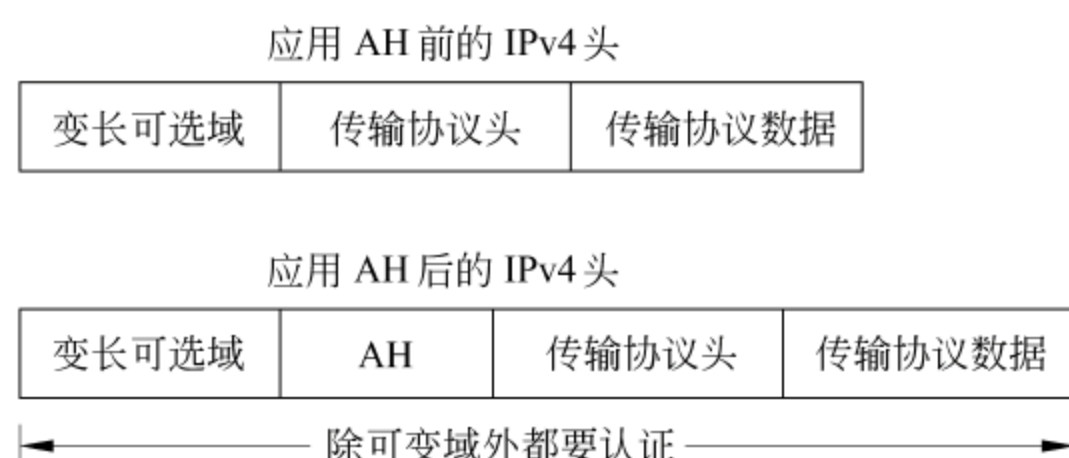 应用 AH 前的 IPv4 头
变长可选域 传输协议头 传输协议数据
应用 AH 后的 IPv4 头
变长可选域 AH 传输协议头 传输协议数据
除可变域外都要认证